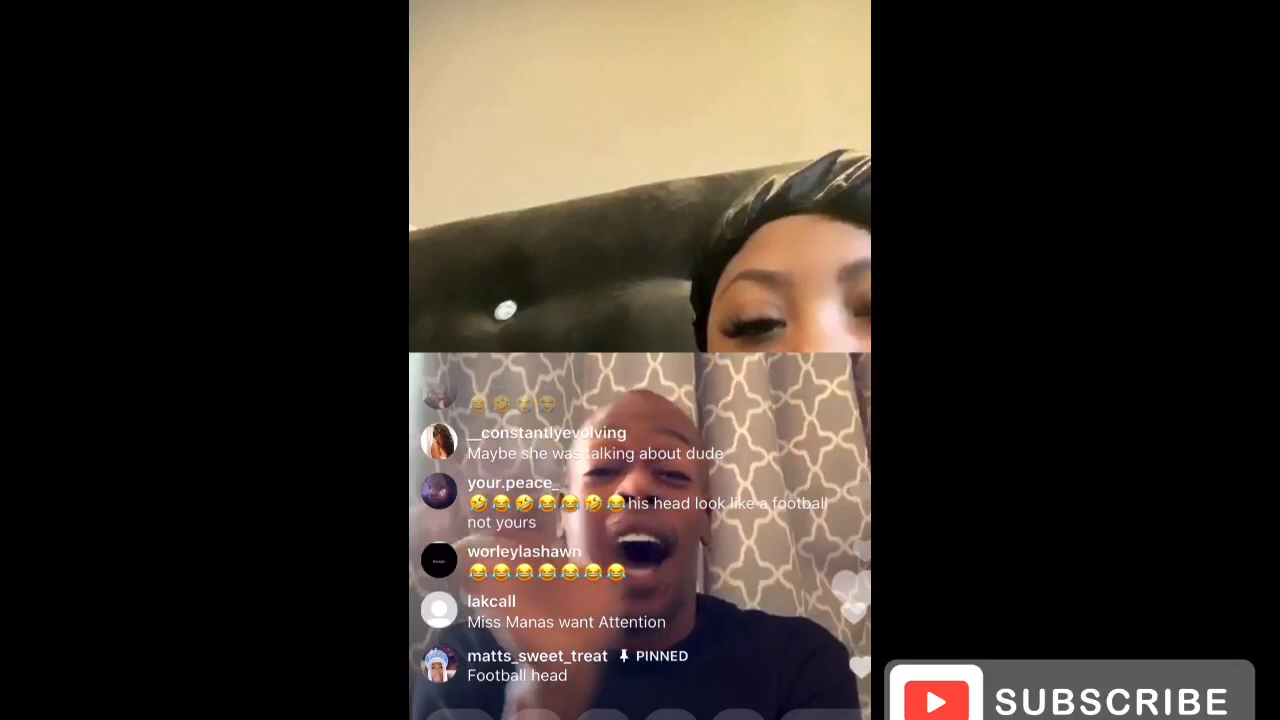 __constantlyevolving
Maybe she was talking about dude
your.peace_
🤣😂🤣😂😂🤣😂his head look like a football
not yours
worleylashawn
😂😂😂😂😂😂😂
lakcall
Miss Manas want Attention
matts_sweet_treat PINNED
Football head
SUBSCRIBE